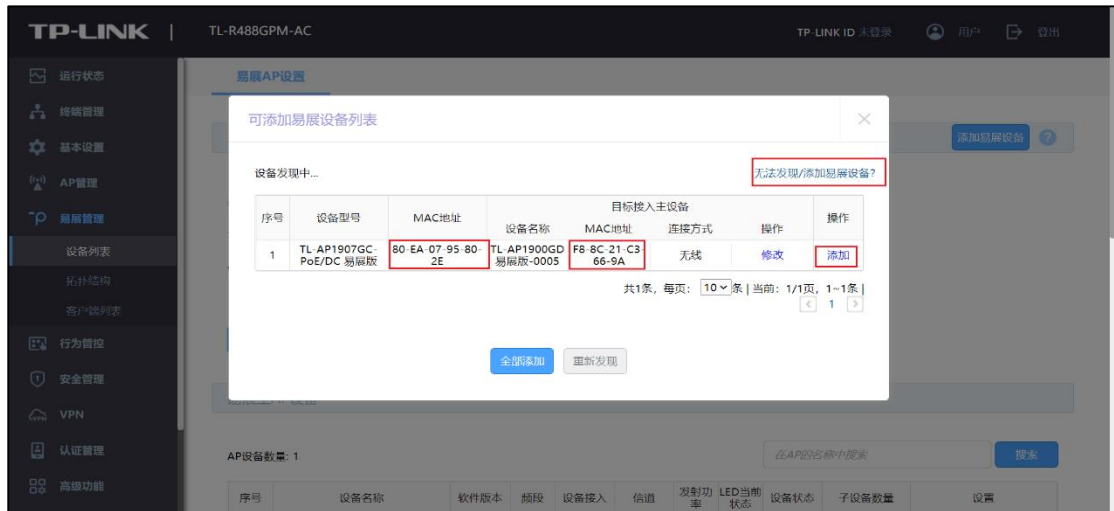 TP-LINK | TL-R488GPM-AC TP-LINK ID 未登录 用户 登出
运行状态
终端管理
基本设置
AP管理
易展管理
设备列表
拓扑结构
客户端列表
行为管控
安全管理
VPN
认证管理
高级功能
易展AP设置
添加易展设备
可添加易展设备列表
设备发现中...
无法发现/添加易展设备?
序号 设备型号 MAC地址 目标接入主设备 操作
设备名称 MAC地址 连接方式 操作
1 TL-AP1907GC-PoE/DC 易展版 80-EA-07-95-80-2E TL-AP1900GD易展版-0005 F8-8C-21-C3-66-9A 无线 修改 添加
共1条，每页: 10 条 | 当前: 1/1页，1~1条 |
< 1 >
全部添加 重新发现
AP设备数量: 1
在AP的名称中搜索 搜索
序号 设备名称 软件版本 频段 设备接入 信道 发射功率 LED当前状态 设备状态 子设备数量 设置